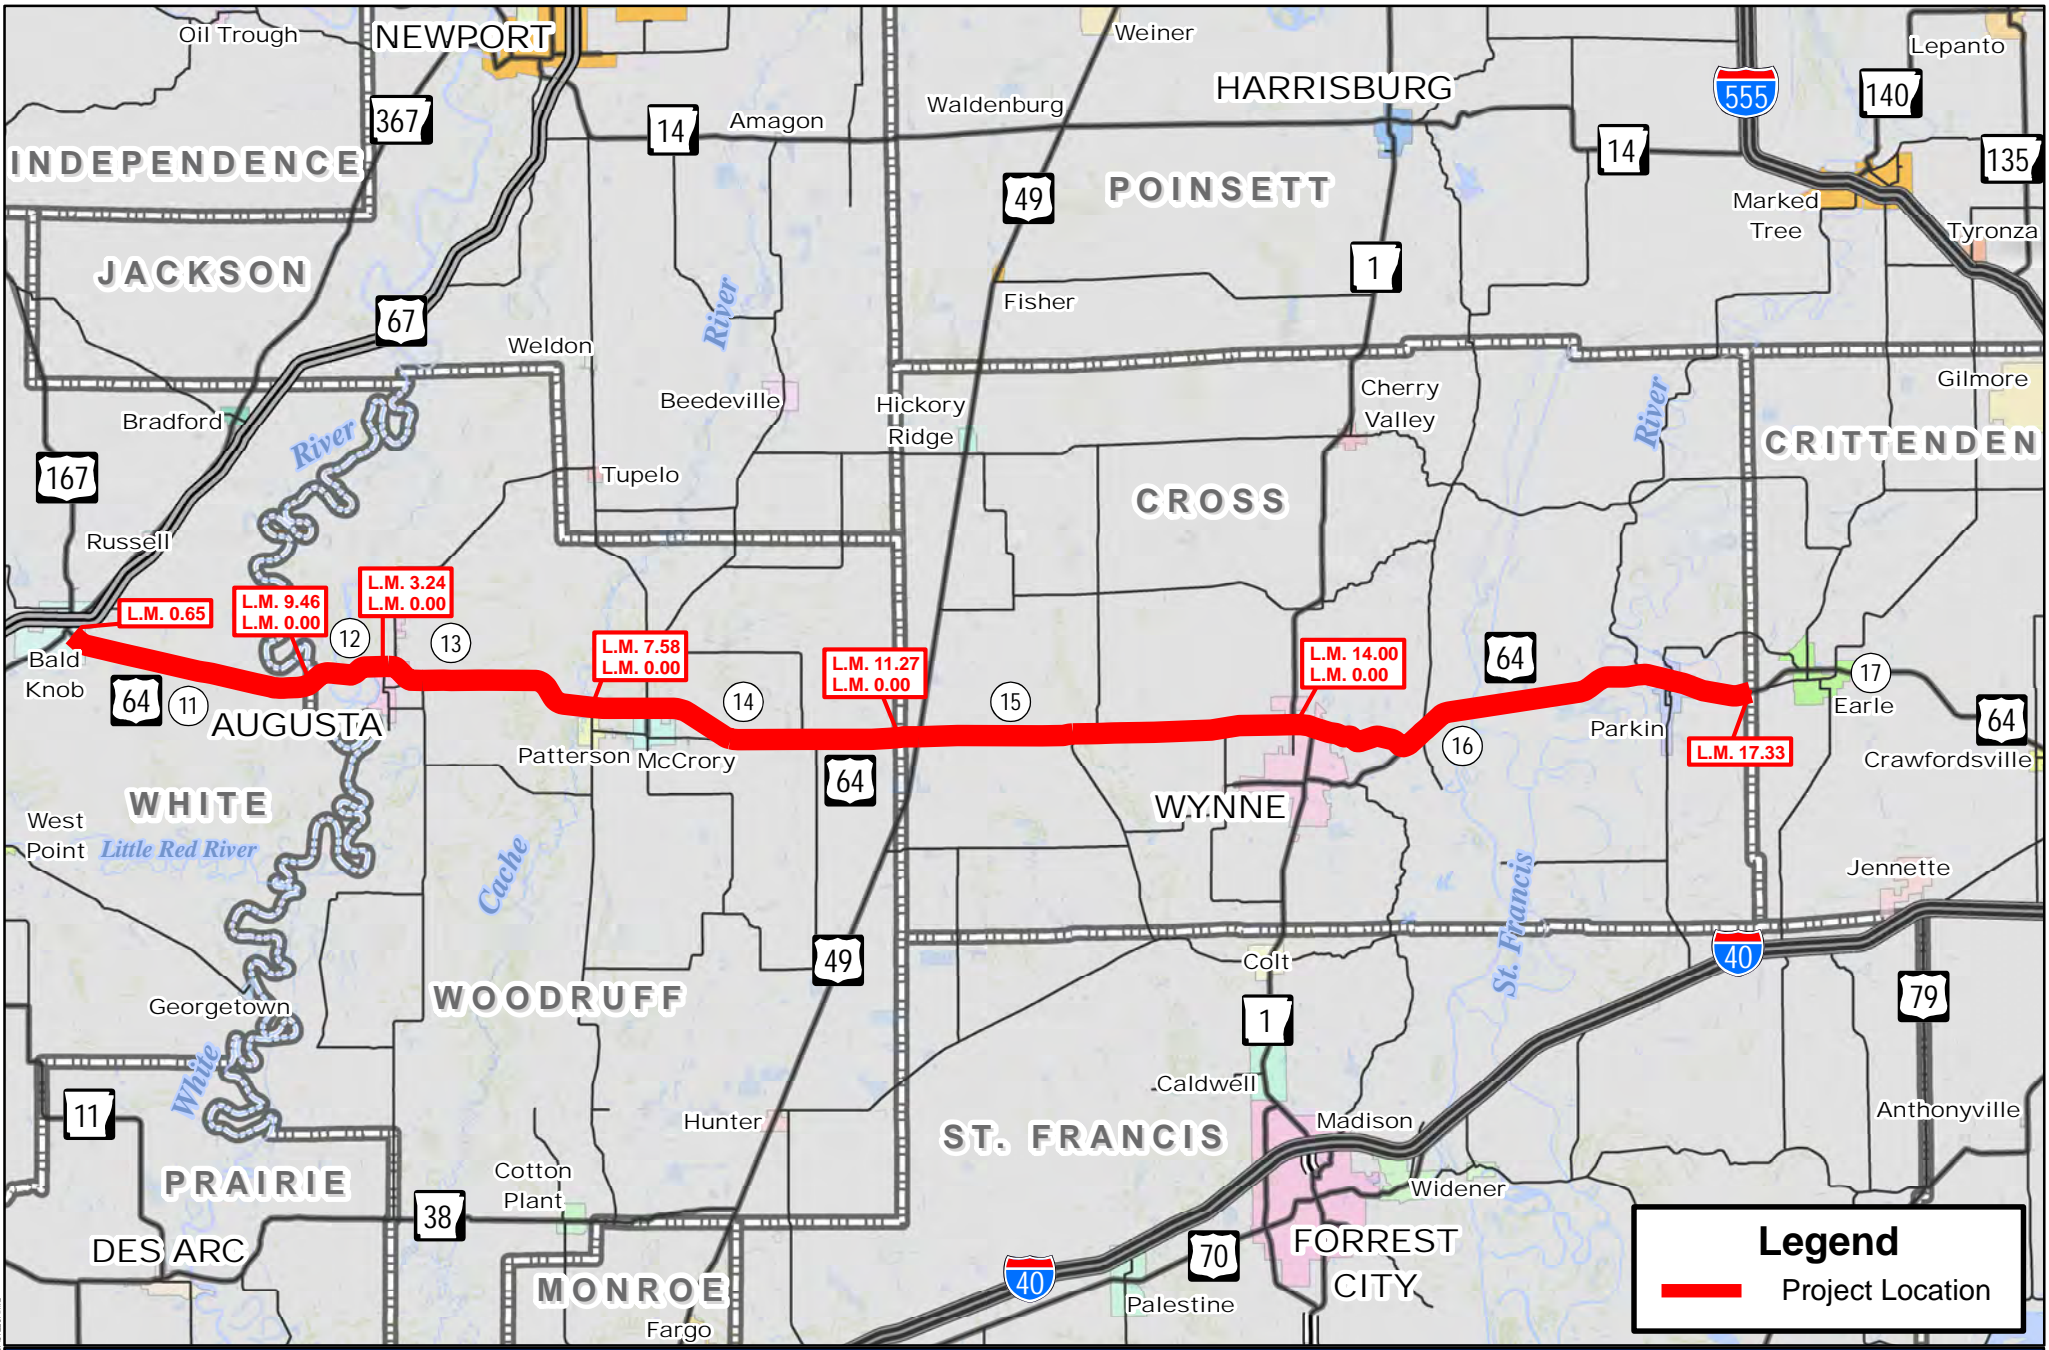 Oil Trough
NEWPORT
Weiner
Lepanto
HARRISBURG
555
140
367
14
Amagon
Waldenburg
14
135
INDEPENDENCE
49
POINSETT
Marked
Tree
Tyronza
JACKSON
1
River
Fisher
67
Weldon
Gilmore
Cherry
Valley
Beedeville
Hickory
Ridge
Bradford
River
River
CRITTENDEN
167
Tupelo
CROSS
Russell
L.M. 0.65
L.M. 9.46
L.M. 0.00
L.M. 3.24
L.M. 0.00
12
13
L.M. 7.58
L.M. 0.00
L.M. 11.27
L.M. 0.00
L.M. 14.00
L.M. 0.00
64
Bald
Knob
64
11
14
15
17
Earle
64
AUGUSTA
Patterson
McCrory
64
16
Parkin
L.M. 17.33
Crawfordsville
WHITE
WYNNE
West
Point
Little Red River
Cache
Jennette
St. Francis
49
Colt
40
WOODRUFF
79
Georgetown
1
White
Caldwell
11
Hunter
Madison
Anthonyville
ST. FRANCIS
PRAIRIE
Cotton
Plant
Widener
38
DES ARC
70
FORREST
CITY
40
MONROE
Palestine
Fargo
Legend
Project Location